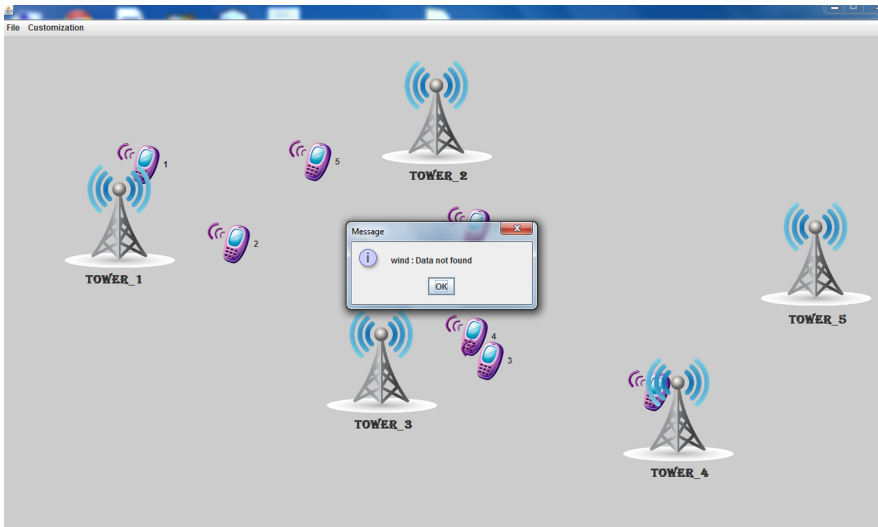 File Customization
TOWER_2
1
5
2
TOWER_1
Message
wind : Data not found
OK
TOWER_5
4
3
TOWER_3
TOWER_4